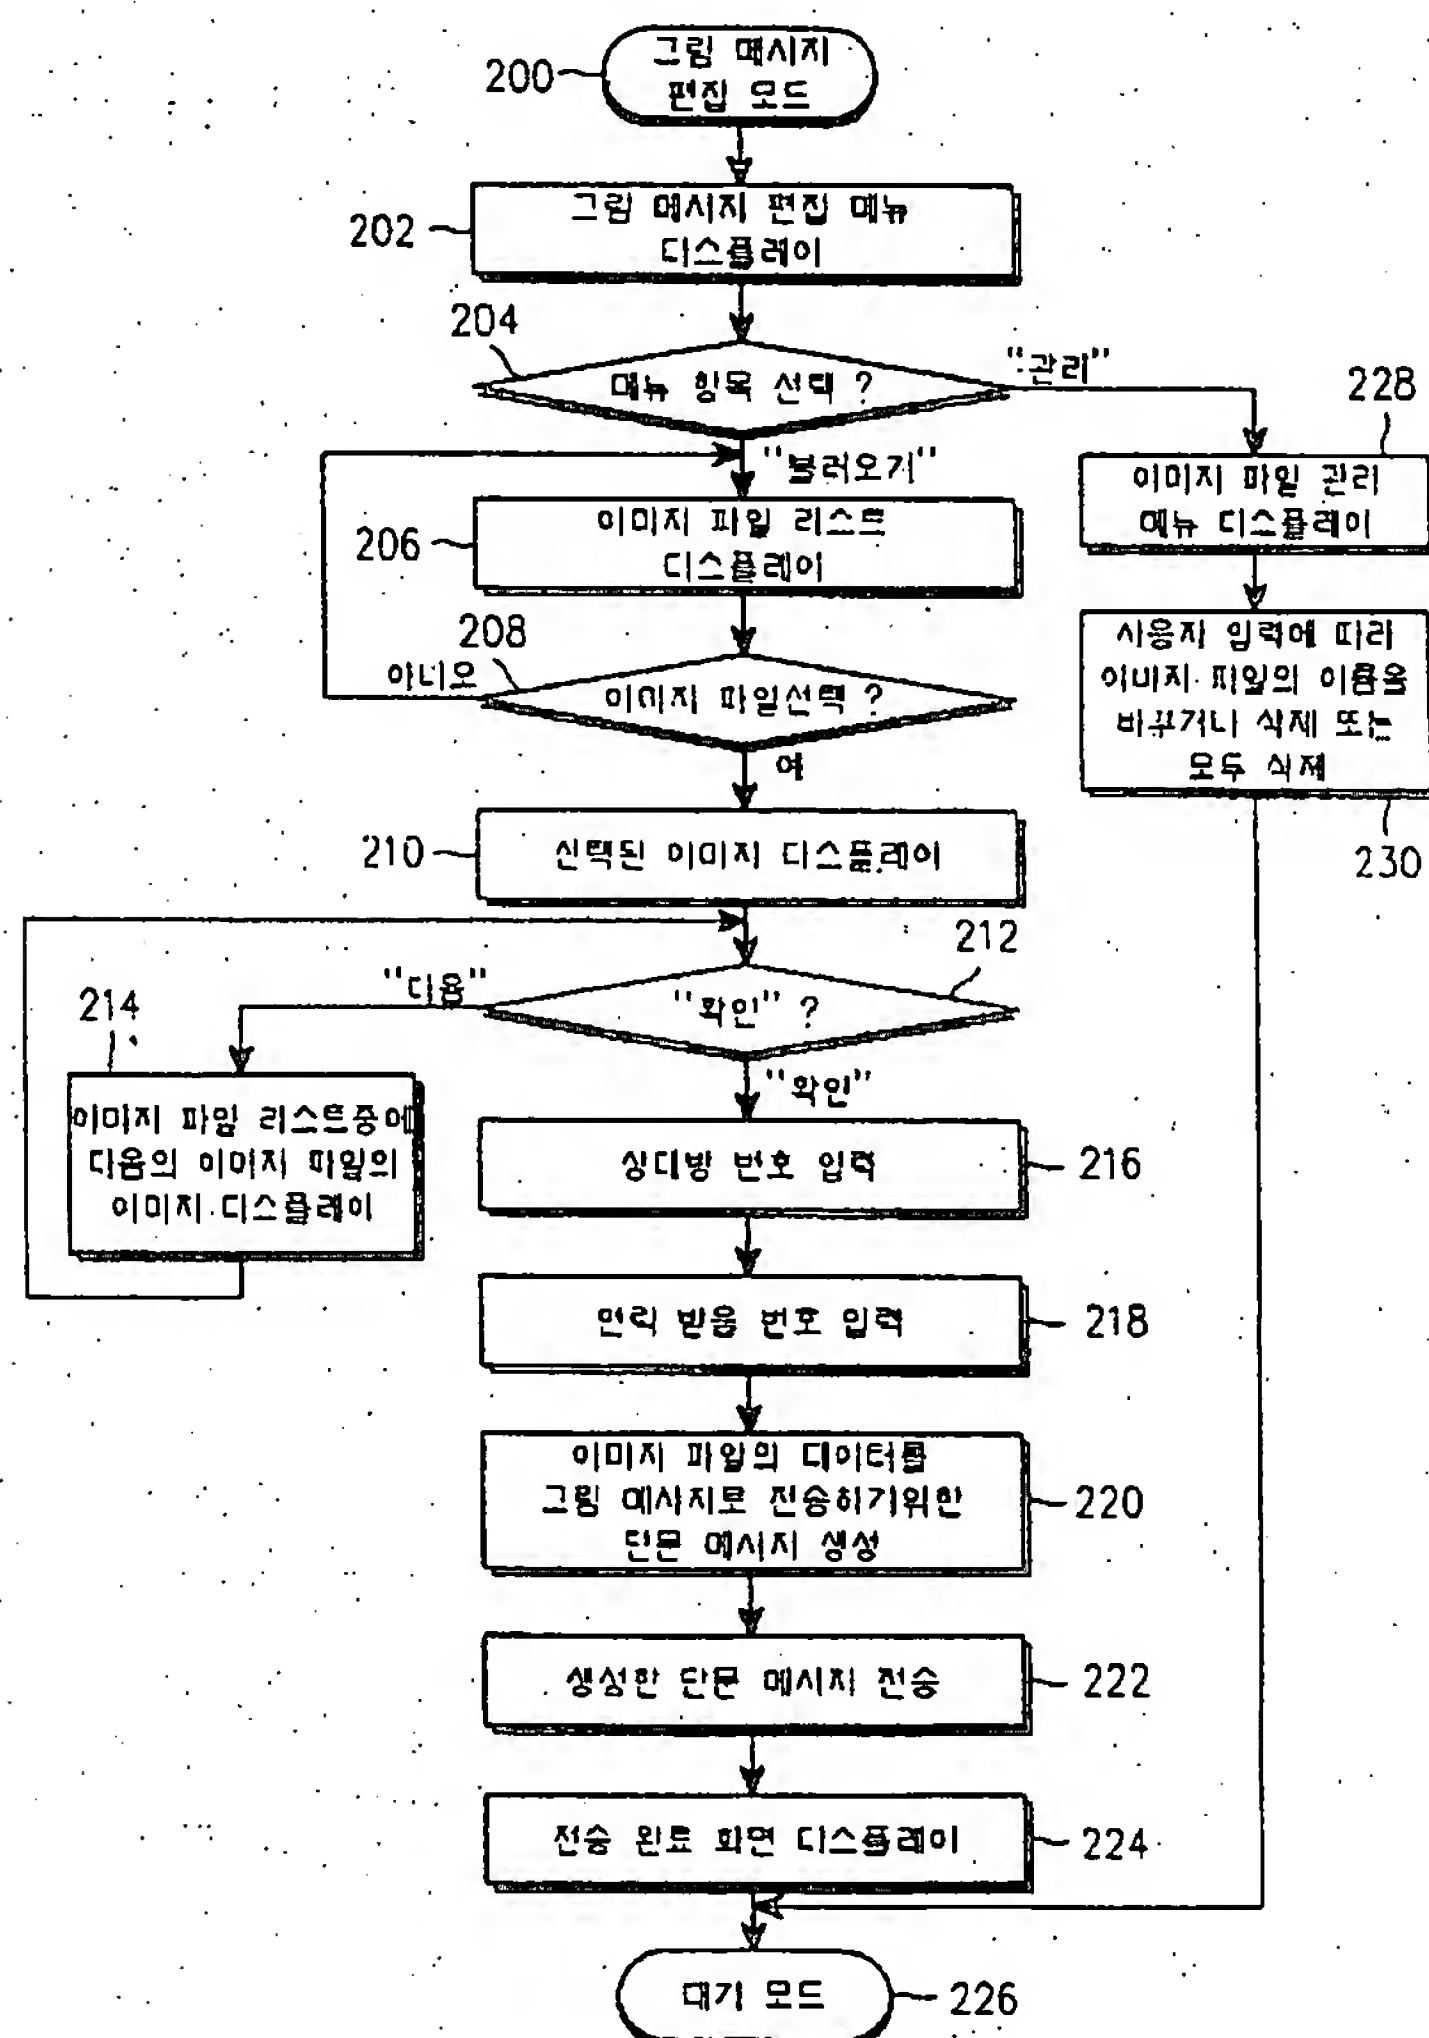 그림 메시지
편집 모드
200
그림 메시지 편집 메뉴
디스플레이
202
204
메뉴 항목 선택 ?
"관리"
228
"불러오기"
이미지 파일 리스트
디스플레이
206
이미지 파일 관리
메뉴 디스플레이
208
아니오
이미지 파일선택 ?
예
사용자 입력에 따라
이미지 파일의 이름을
바꾸거나 삭제 또는
모두 삭제
230
210
선택된 이미지 디스플레이
212
"다음"
"확인" ?
214
"확인"
이미지 파일 리스트중에
다음의 이미지 파일의
이미지 디스플레이
상대방 번호 입력
216
연락 받을 번호 입력
218
이미지 파일의 데이터를
그림 메시지로 전송하기위한
단문 메시지 생성
220
생성한 단문 메시지 전송
222
전송 완료 화면 디스플레이
224
대기 모드
226